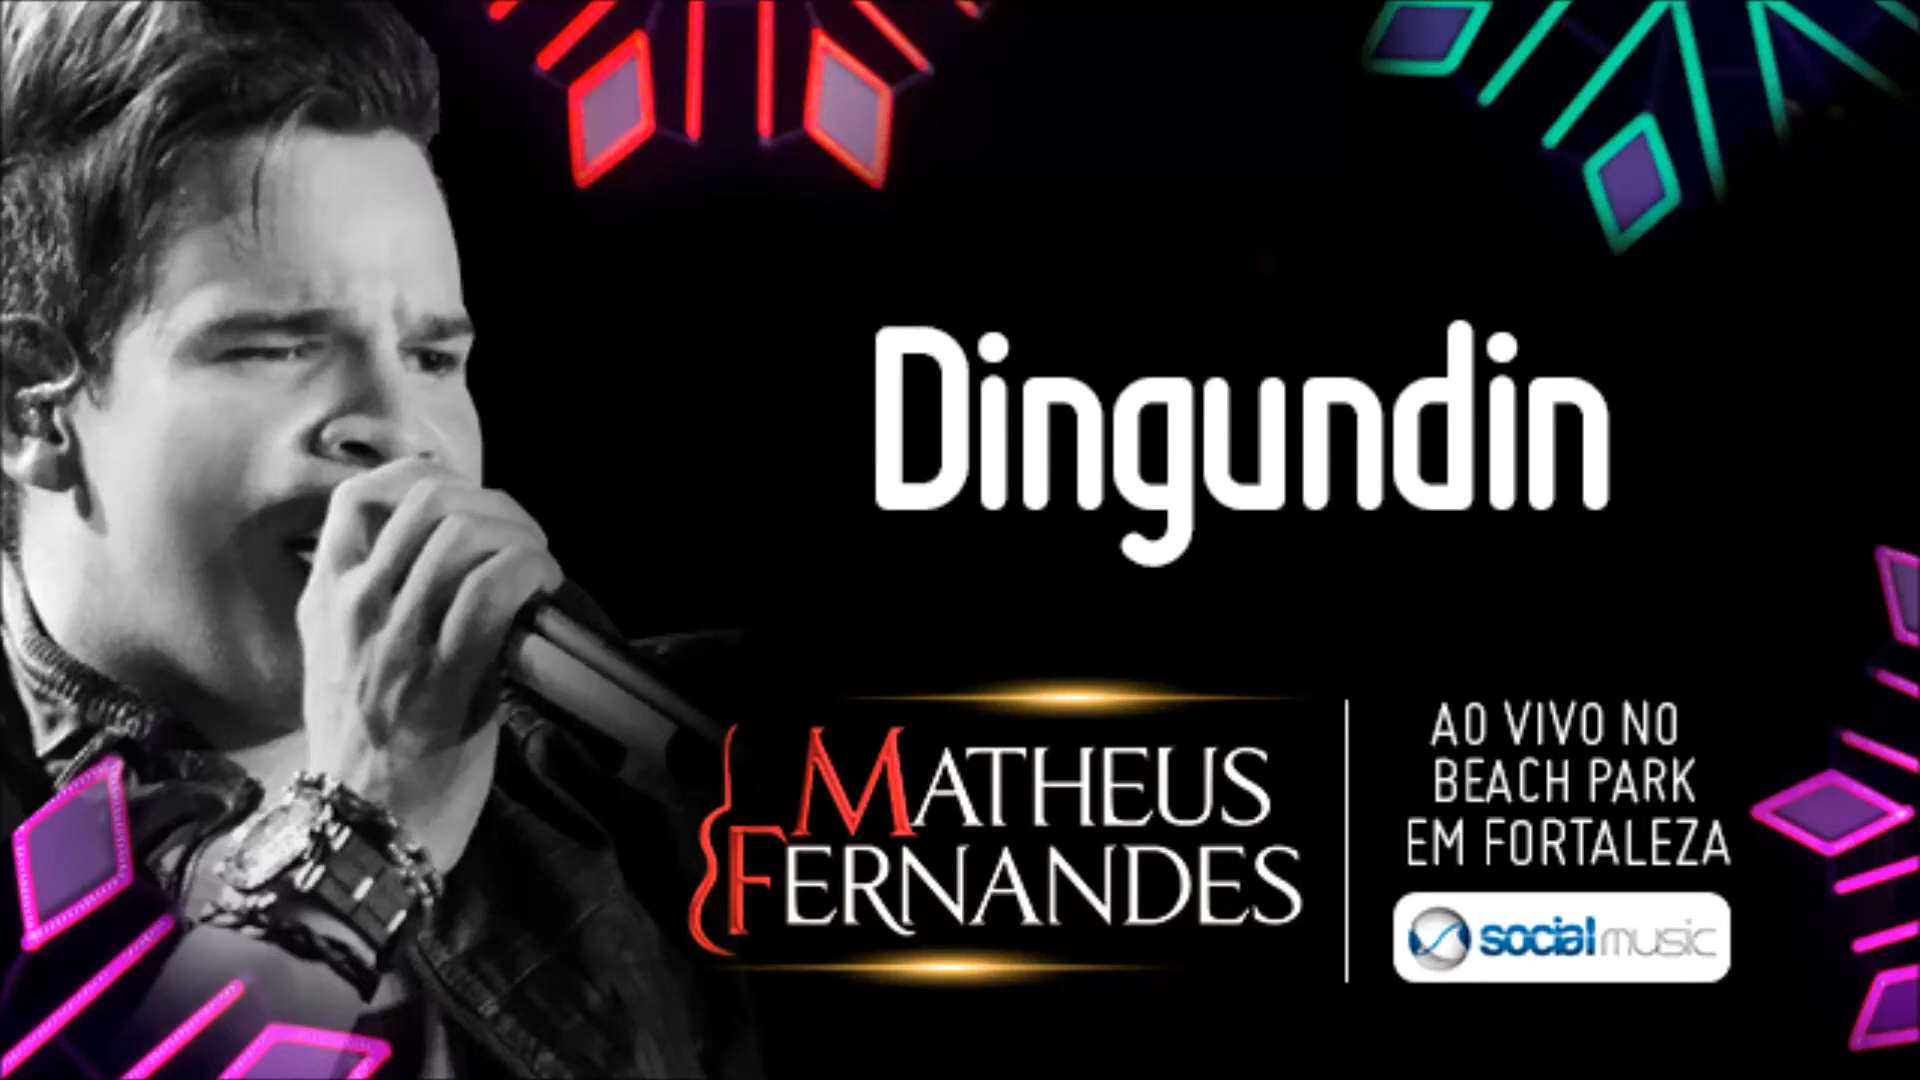 Dingundin
MATHEUS
FERNANDES
AO VIVO NO
BEACH PARK
EM FORTALEZA
social music